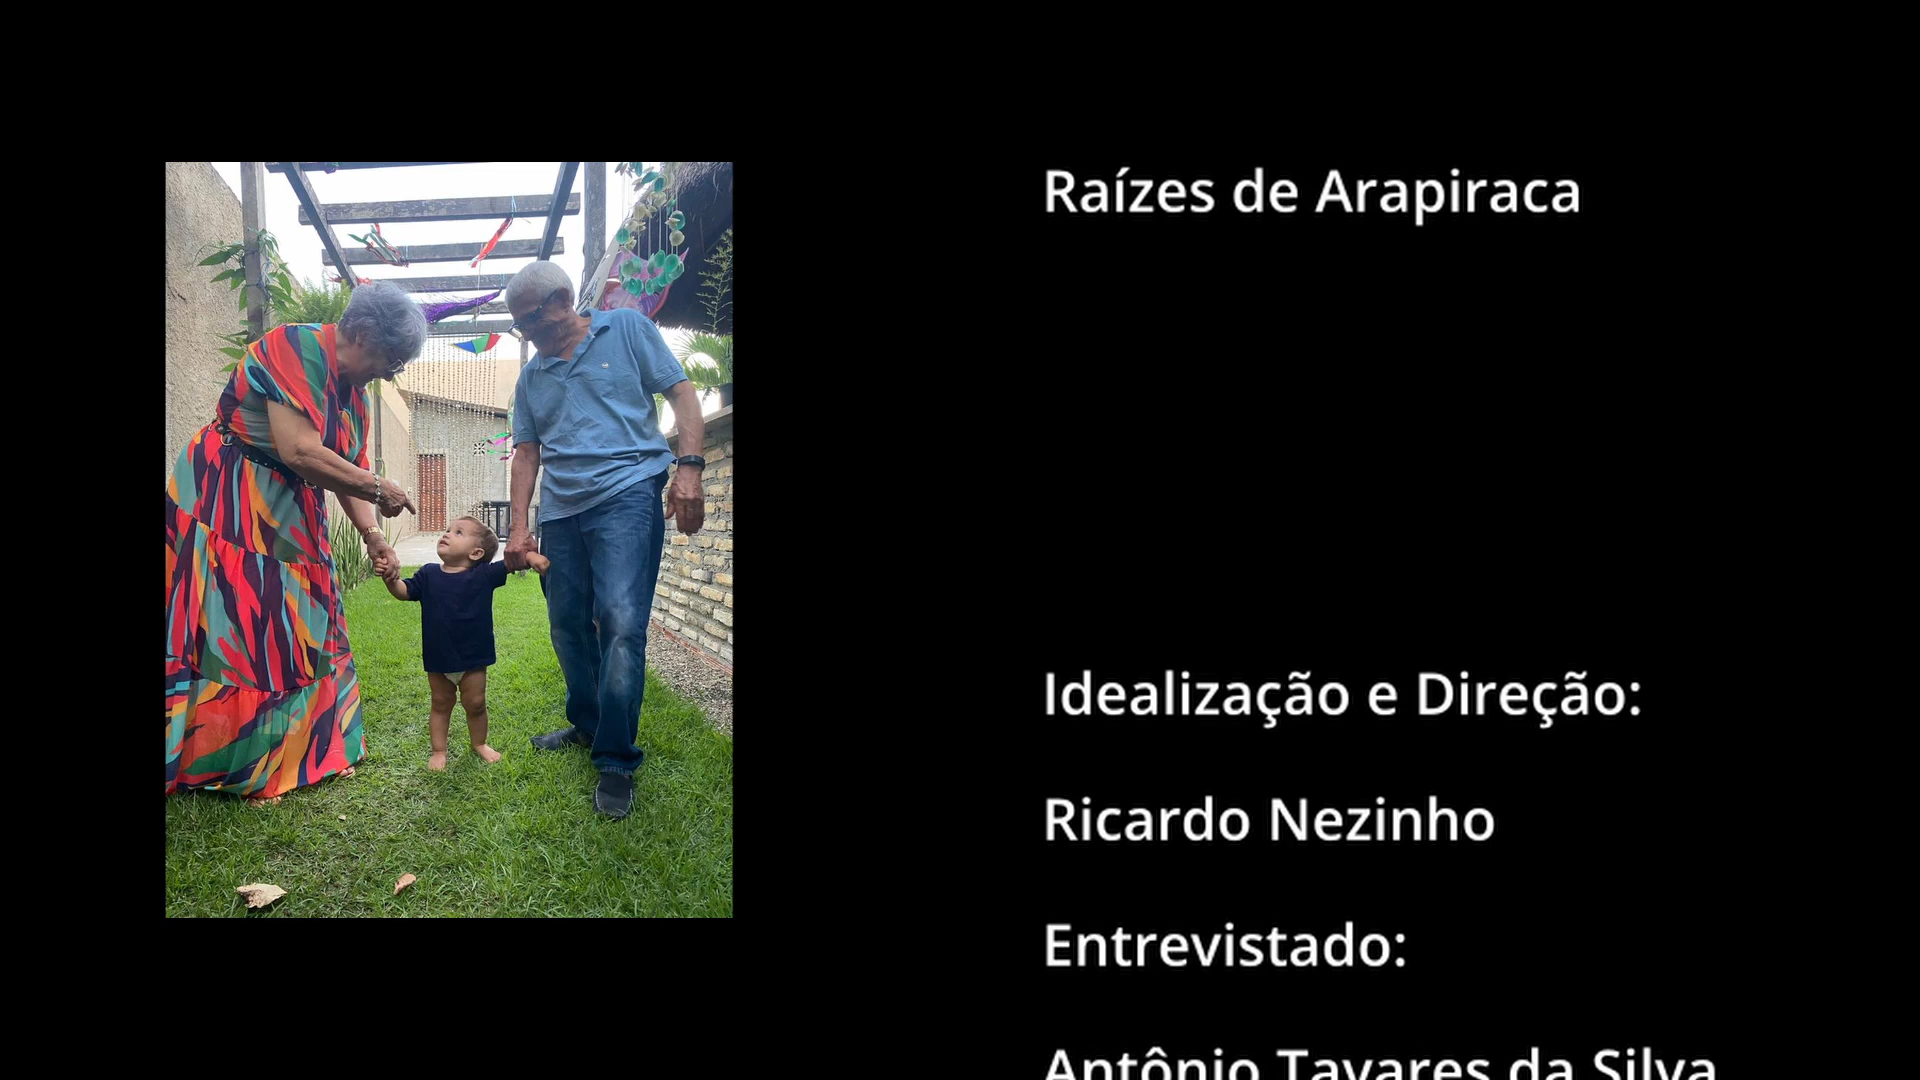 Raízes de Arapiraca
Idealização e Direção:
Ricardo Nezinho
Entrevistado:
Antônio Tavares da Silva